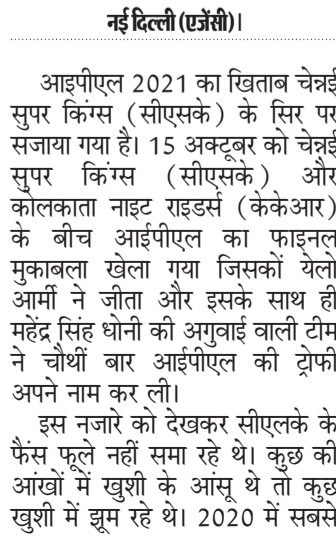 नई दिल्ली (एजेंसी)।
आइपीएल 2021 का खिताब चेन्नई
सुपर किंग्स (सीएसके) के सिर पर
सजाया गया है। 15 अक्टूबर को चेन्नई
सुपर किंग्स (सीएसके) और
कोलकाता नाइट राइडर्स (केकेआर)
के बीच आईपीएल का फाइनल
मुकाबला खेला गया जिसकों येलो
आर्मी ने जीता और इसके साथ ही
महेंद्र सिंह धोनी की अगुवाई वाली टीम
ने चौथीं बार आईपीएल की ट्रोफी
अपने नाम कर ली।
इस नजारे को देखकर सीएलके के
फैंस फूले नहीं समा रहे थे। कुछ की
आंखों में खुशी के आंसू थे तो कुछ
खुशी में झूम रहे थे। 2020 में सबसे